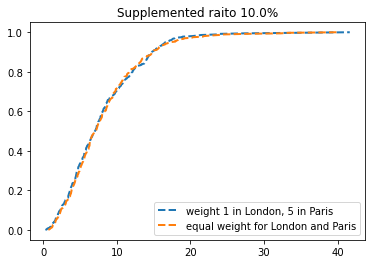 Supplemented raito 10.0%
1.0
0.8
0.6
0.4
0.2
0.0
weight 1 in London, 5 in Paris
equal weight for London and Paris
0 10 20 30 40